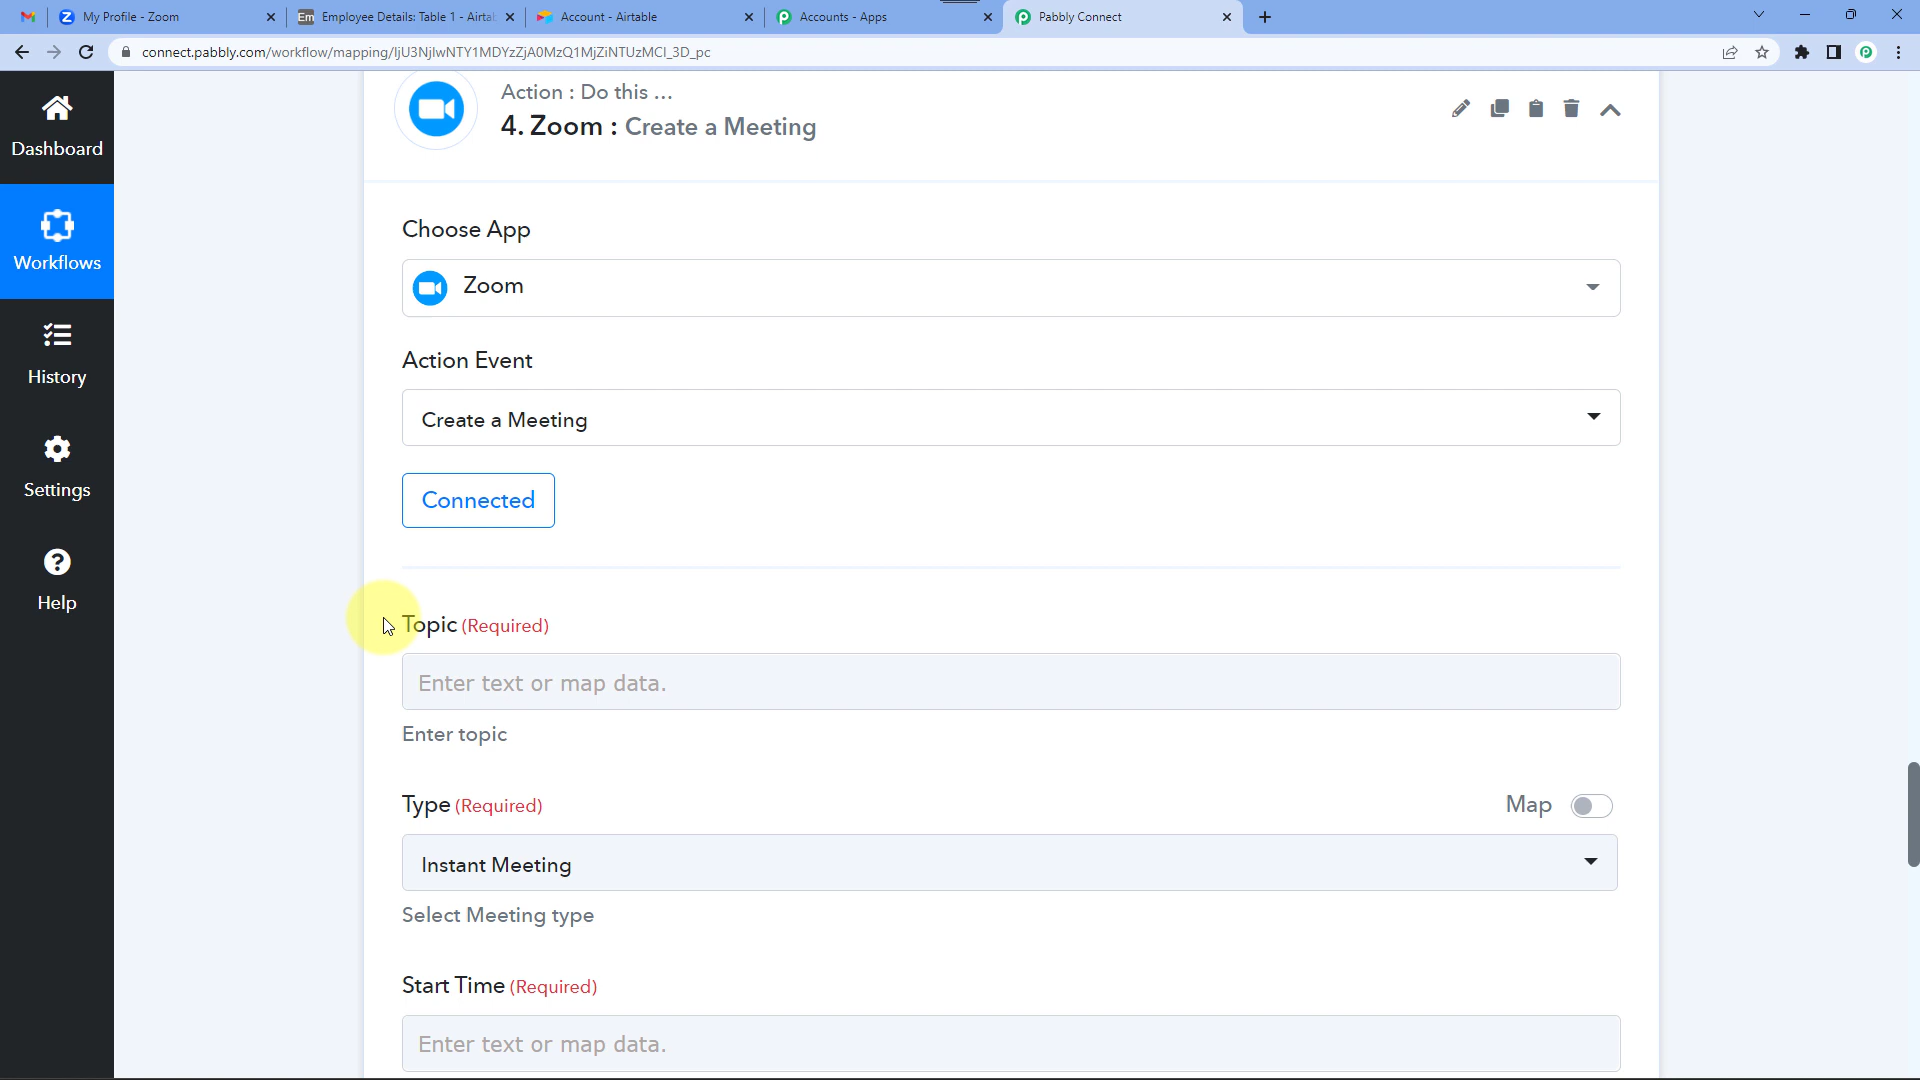 My Profile - Zoom
Em Employee Details: Table 1 - Airta
Account - Airtable
Accounts - Apps
Pabbly Connect
connect.pabbly.com/workflow/mapping/IjU3NjIwNTY1MDYzZjA0MzQ1MjZiNTUzMCI_3D_pc
Dashboard
Workflows
History
Settings
Help
Action : Do this ...
4. Zoom : Create a Meeting
Choose App
Zoom
Action Event
Create a Meeting
Connected
Topic (Required)
Enter text or map data.
Enter topic
Type (Required)
Map
Instant Meeting
Select Meeting type
Start Time (Required)
Enter text or map data.